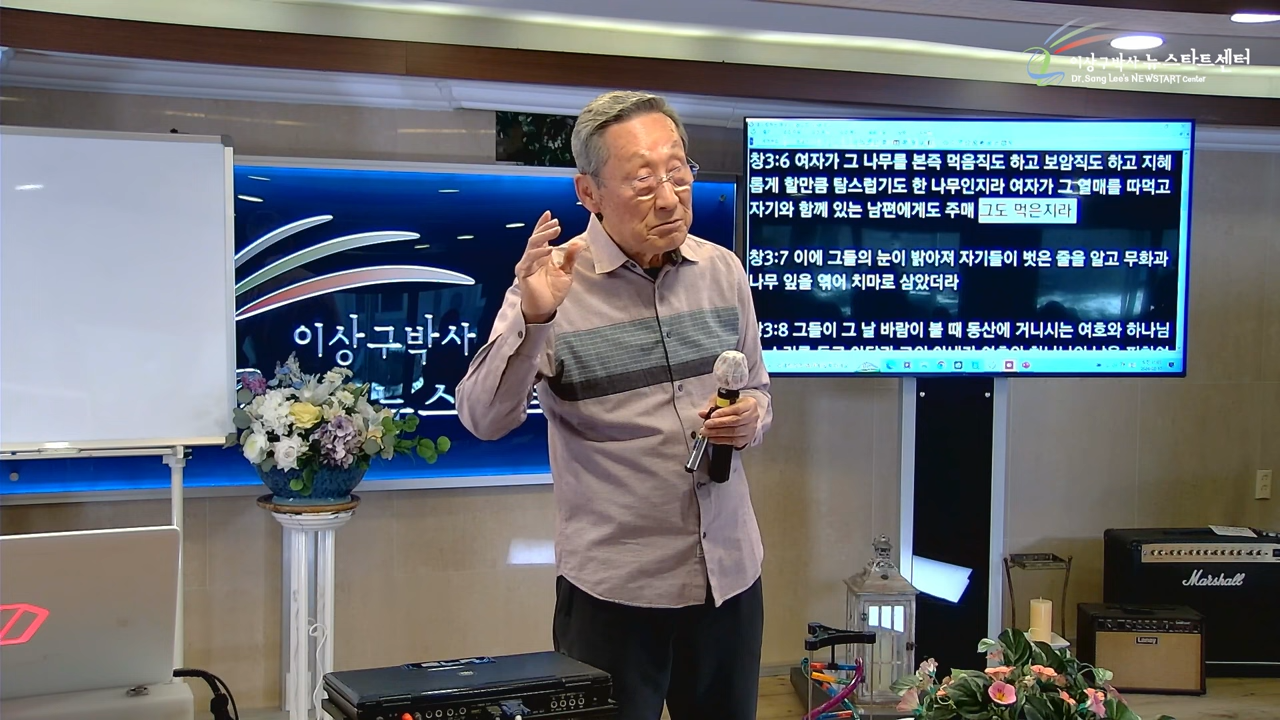 이상구박사 뉴스타트센터
Dr. Sang Lee's NEWSTART Center
창3:6 여자가 그 나무를 본즉 먹음직도 하고 보암직도 하고 지혜
롭게 할만큼 탐스럽기도 한 나무인지라 여자가 그 열매를 따먹고
자기와 함께 있는 남편에게도 주매 그도 먹은지라
창3:7 이에 그들의 눈이 밝아져 자기들이 벗은 줄을 알고 무화과
나무 잎을 엮어 치마로 삼았더라
창3:8 그들이 그 날 바람이 불 때 동산에 거니시는 여호와 하나님
이상구박사
뉴스
Marshall
Laney